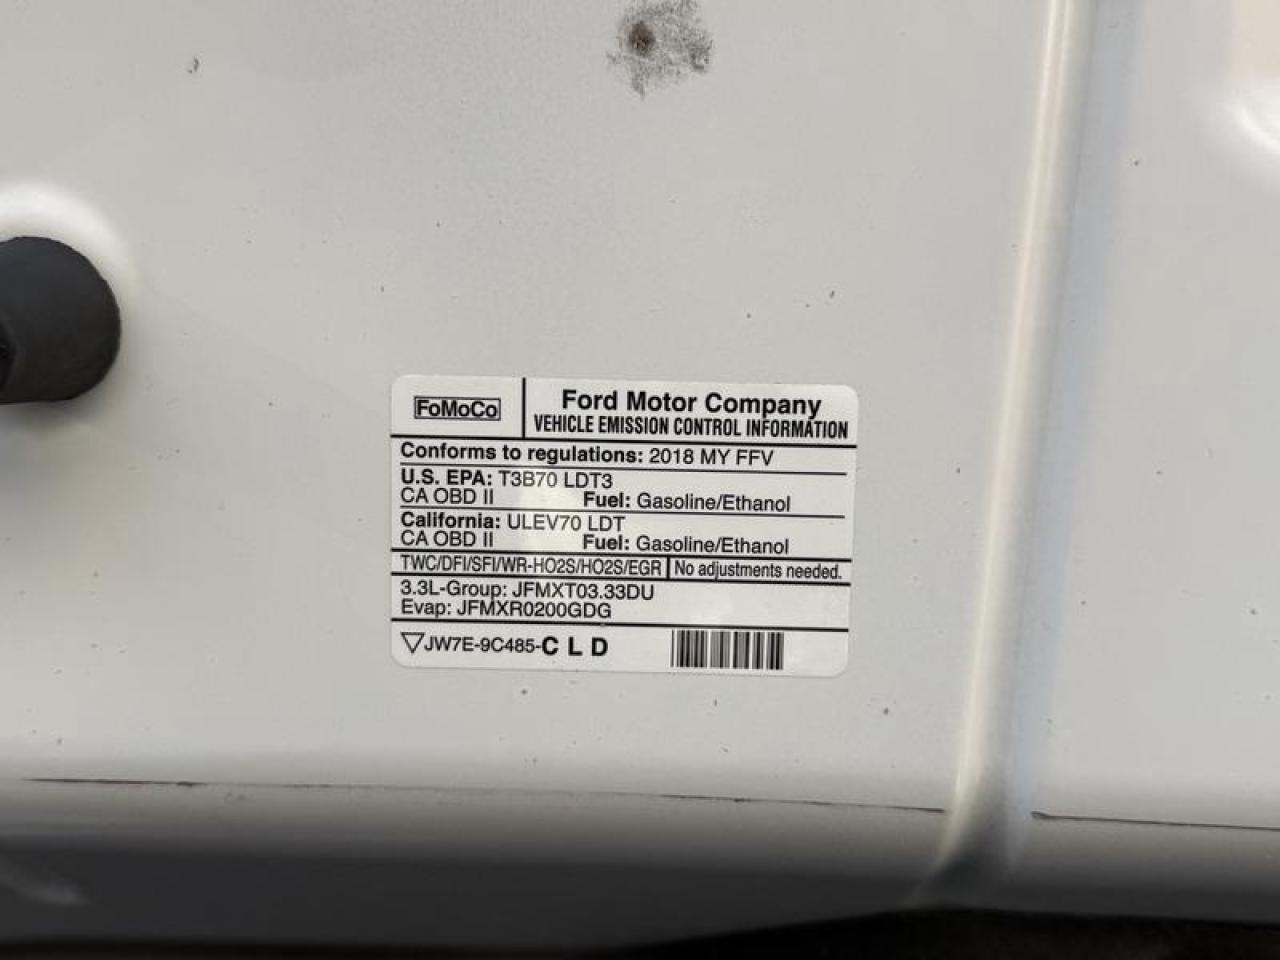 FoMoCo
Ford Motor Company
VEHICLE EMISSION CONTROL INFORMATION
Conforms to regulations: 2018 MY FFV
U.S. EPA: T3B70 LDT3
CA OBD II Fuel: Gasoline/Ethanol
California: ULEV70 LDT
CA OBD II Fuel: Gasoline/Ethanol
TWC/DFI/SFI/WR-HO2S/HO2S/EGR No adjustments needed.
3.3L-Group: JFMXT03.33DU
Evap: JFMXR0200GDG
JW7E-9C485-C L D